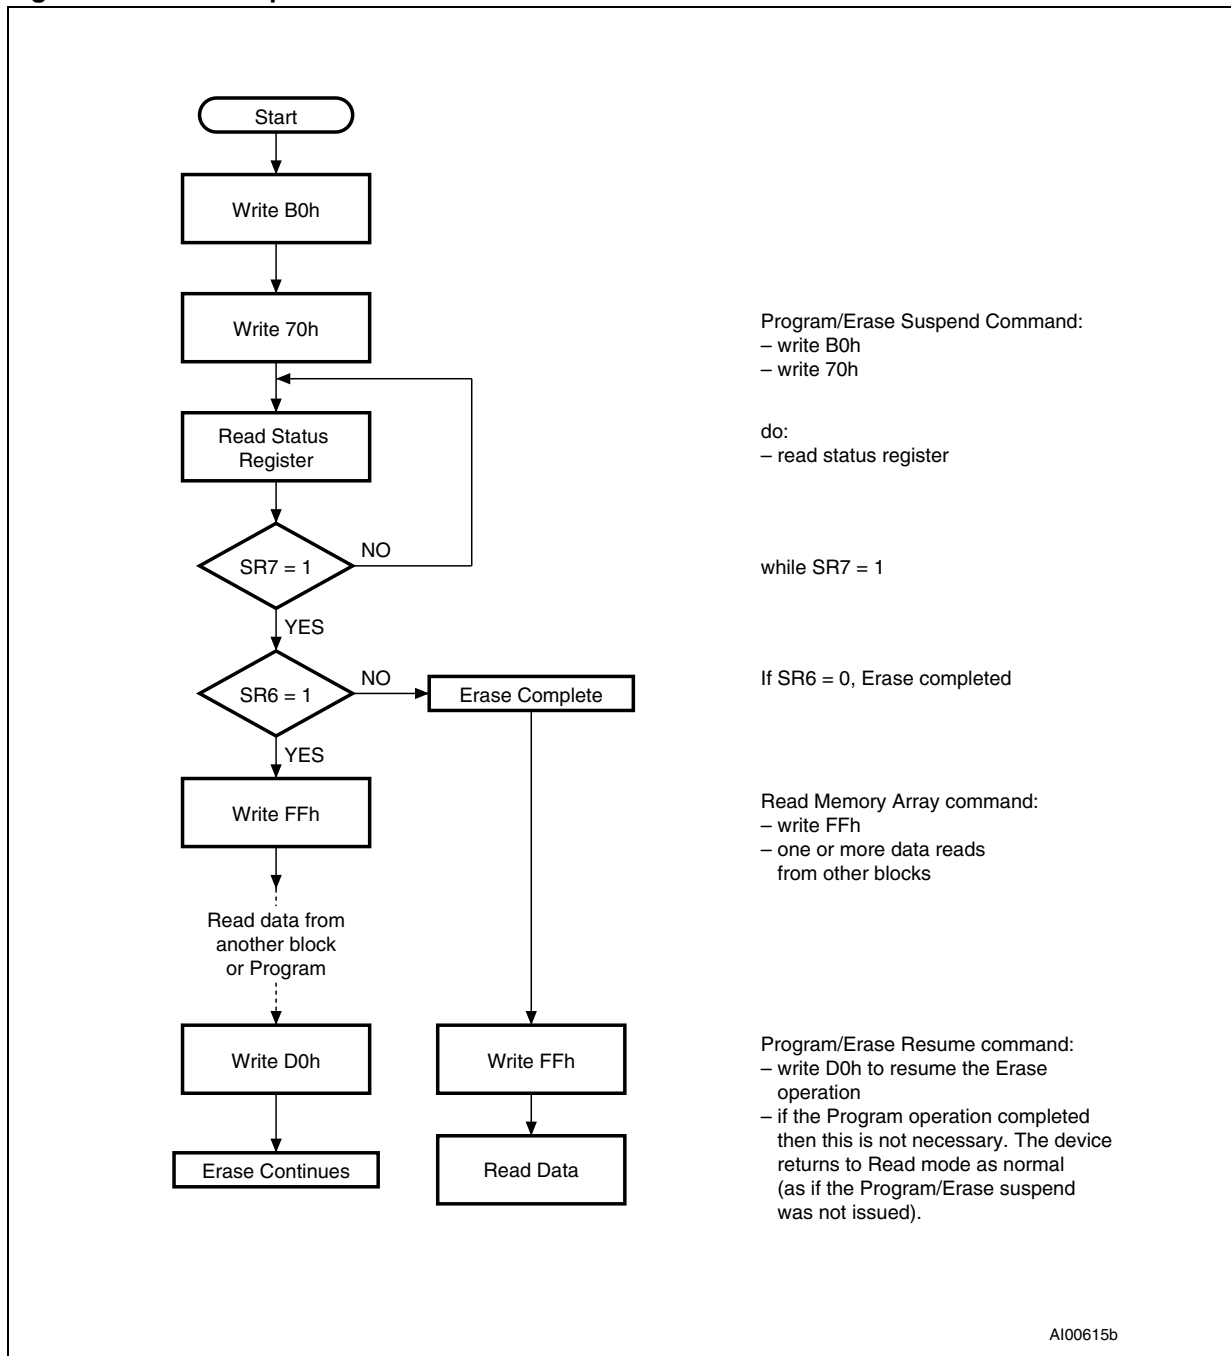 Start
Write B0h
Write 70h
Program/Erase Suspend Command:
– write B0h
– write 70h
Read Status
Register
do:
– read status register
SR7 = 1
NO
while SR7 = 1
YES
SR6 = 1
NO
Erase Complete
If SR6 = 0, Erase completed
YES
Write FFh
Read Memory Array command:
– write FFh
– one or more data reads
from other blocks
Read data from
another block
or Program
Write D0h
Write FFh
Program/Erase Resume command:
– write D0h to resume the Erase
operation
– if the Program operation completed
then this is not necessary. The device
returns to Read mode as normal
(as if the Program/Erase suspend
was not issued).
Erase Continues
Read Data
AI00615b